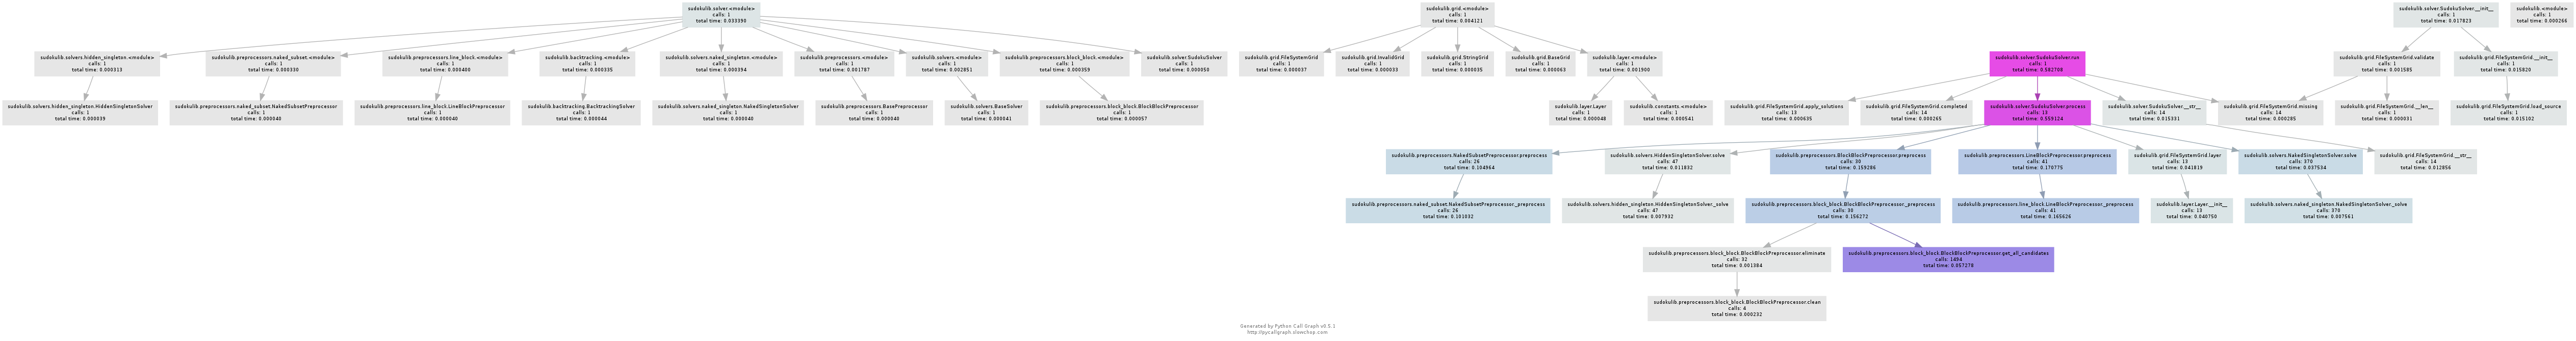 sudokulib.solver.<module>
calls: 1
total time: 0.033390
sudokulib.grid.<module>
calls: 1
total time: 0.004121
sudokulib.solver.SudokuSolver.__init__
calls: 1
total time: 0.017823
sudokulib.<module>
calls: 1
total time: 0.000266
sudokulib.solvers.hidden_singleton.<module>
calls: 1
total time: 0.000313
sudokulib.preprocessors.naked_subset.<module>
calls: 1
total time: 0.000330
sudokulib.preprocessors.line_block.<module>
calls: 1
total time: 0.000400
sudokulib.backtracking.<module>
calls: 1
total time: 0.000335
sudokulib.solvers.naked_singleton.<module>
calls: 1
total time: 0.000394
sudokulib.preprocessors.<module>
calls: 1
total time: 0.001787
sudokulib.solvers.<module>
calls: 1
total time: 0.002851
sudokulib.preprocessors.block_block.<module>
calls: 1
total time: 0.000359
sudokulib.solver.SudokuSolver
calls: 1
total time: 0.000050
sudokulib.grid.FileSystemGrid
calls: 1
total time: 0.000037
sudokulib.grid.InvalidGrid
calls: 1
total time: 0.000033
sudokulib.grid.StringGrid
calls: 1
total time: 0.000035
sudokulib.grid.BaseGrid
calls: 1
total time: 0.000063
sudokulib.layer.<module>
calls: 1
total time: 0.001900
sudokulib.solver.SudokuSolver.run
calls: 1
total time: 0.582708
sudokulib.grid.FileSystemGrid.validate
calls: 1
total time: 0.001585
sudokulib.grid.FileSystemGrid.__init__
calls: 1
total time: 0.015820
sudokulib.solvers.hidden_singleton.HiddenSingletonSolver
calls: 1
total time: 0.000039
sudokulib.preprocessors.naked_subset.NakedSubsetPreprocessor
calls: 1
total time: 0.000040
sudokulib.preprocessors.line_block.LineBlockPreprocessor
calls: 1
total time: 0.000040
sudokulib.backtracking.BacktrackingSolver
calls: 1
total time: 0.000044
sudokulib.solvers.naked_singleton.NakedSingletonSolver
calls: 1
total time: 0.000040
sudokulib.preprocessors.BasePreprocessor
calls: 1
total time: 0.000040
sudokulib.solvers.BaseSolver
calls: 1
total time: 0.000041
sudokulib.preprocessors.block_block.BlockBlockPreprocessor
calls: 1
total time: 0.000057
sudokulib.layer.Layer
calls: 1
total time: 0.000048
sudokulib.constants.<module>
calls: 1
total time: 0.000541
sudokulib.grid.FileSystemGrid.apply_solutions
calls: 13
total time: 0.000635
sudokulib.grid.FileSystemGrid.completed
calls: 14
total time: 0.000265
sudokulib.solver.SudokuSolver.process
calls: 13
total time: 0.559124
sudokulib.solver.SudokuSolver.__str__
calls: 14
total time: 0.015331
sudokulib.grid.FileSystemGrid.missing
calls: 14
total time: 0.000285
sudokulib.grid.FileSystemGrid.__len__
calls: 1
total time: 0.000031
sudokulib.grid.FileSystemGrid.load_source
calls: 1
total time: 0.015102
sudokulib.preprocessors.NakedSubsetPreprocessor.preprocess
calls: 26
total time: 0.104964
sudokulib.solvers.HiddenSingletonSolver.solve
calls: 47
total time: 0.011832
sudokulib.preprocessors.BlockBlockPreprocessor.preprocess
calls: 30
total time: 0.159286
sudokulib.preprocessors.LineBlockPreprocessor.preprocess
calls: 41
total time: 0.170775
sudokulib.grid.FileSystemGrid.layer
calls: 13
total time: 0.041819
sudokulib.solvers.NakedSingletonSolver.solve
calls: 370
total time: 0.037534
sudokulib.grid.FileSystemGrid.__str__
calls: 14
total time: 0.012856
sudokulib.preprocessors.naked_subset.NakedSubsetPreprocessor._preprocess
calls: 26
total time: 0.101032
sudokulib.solvers.hidden_singleton.HiddenSingletonSolver._solve
calls: 47
total time: 0.007932
sudokulib.preprocessors.block_block.BlockBlockPreprocessor._preprocess
calls: 30
total time: 0.156272
sudokulib.preprocessors.line_block.LineBlockPreprocessor._preprocess
calls: 41
total time: 0.165626
sudokulib.layer.Layer.__init__
calls: 13
total time: 0.040750
sudokulib.solvers.naked_singleton.NakedSingletonSolver._solve
calls: 370
total time: 0.007561
sudokulib.preprocessors.block_block.BlockBlockPreprocessor.eliminate
calls: 32
total time: 0.001384
sudokulib.preprocessors.block_block.BlockBlockPreprocessor.get_all_candidates
calls: 1494
total time: 0.057278
sudokulib.preprocessors.block_block.BlockBlockPreprocessor.clean
calls: 4
total time: 0.000232
Generated by Python Call Graph v0.5.1
http://pycallgraph.slowchop.com